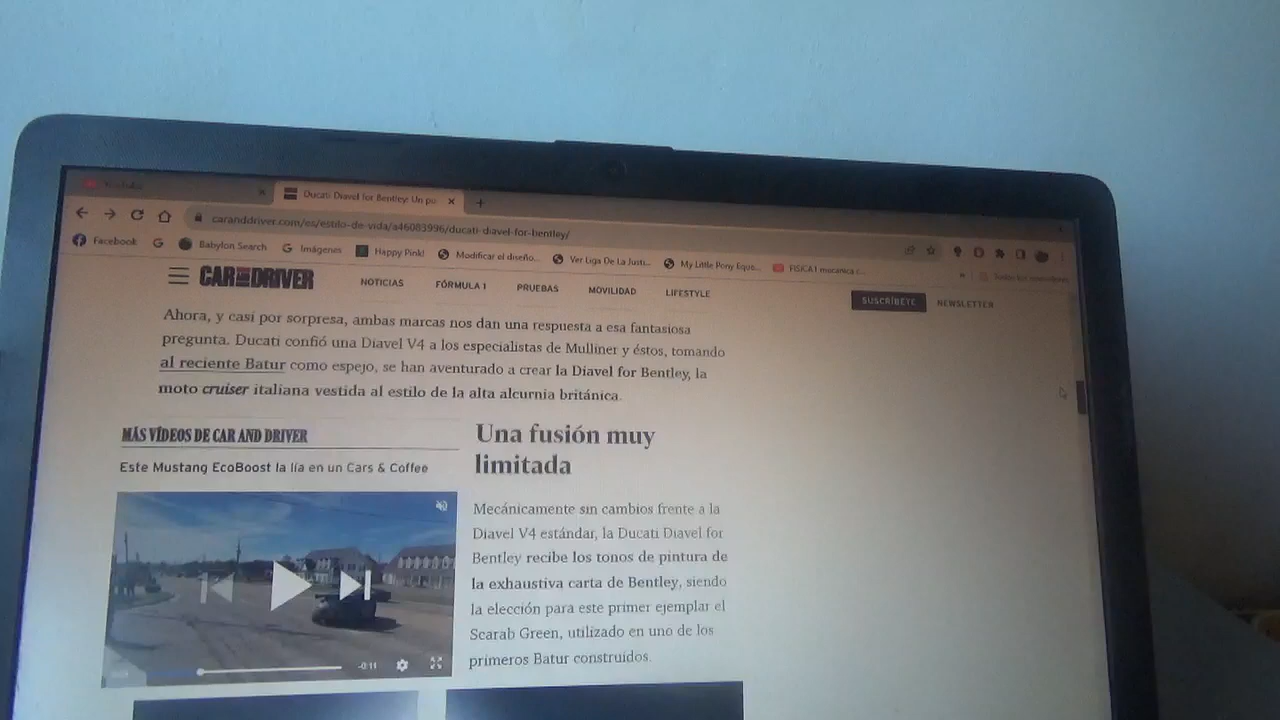 YouTube
Ducati Diavel for Bentley: Un pu
caranddriver.com/es/estilo-de-vida/a46083996/ducati-diavel-for-bentley/
Facebook
Babylon Search
Imágenes
Happy Pink!
Modificar el diseño...
Ver Liga De La Justi...
My Little Pony Eque...
FISICA1 mecanica (...
CAR AND DRIVER
NOTICIAS
FÓRMULA 1
PRUEBAS
MOVILIDAD
LIFESTYLE
SUSCRÍBETE
NEWSLETTER
Ahora, y casi por sorpresa, ambas marcas nos dan una respuesta a esa fantasiosa
pregunta. Ducati confió una Diavel V4 a los especialistas de Mulliner y éstos, tomando
al reciente Batur como espejo, se han aventurado a crear la Diavel for Bentley, la
moto cruiser italiana vestida al estilo de la alta alcurnia británica.
MÁS VÍDEOS DE CAR AND DRIVER
Este Mustang EcoBoost la lía en un Cars & Coffee
-0:11
Una fusión muy
limitada
Mecánicamente sin cambios frente a la
Diavel V4 estándar, la Ducati Diavel for
Bentley recibe los tonos de pintura de
la exhaustiva carta de Bentley, siendo
la elección para este primer ejemplar el
Scarab Green, utilizado en uno de los
primeros Batur construidos.